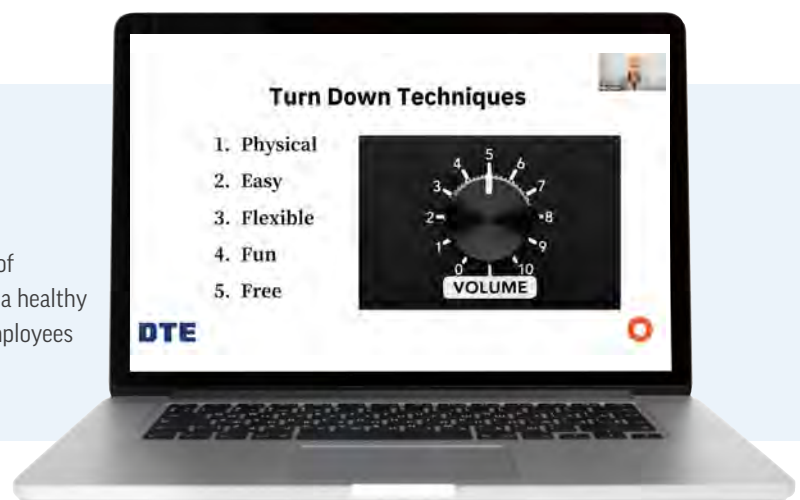 Turn Down Techniques
1. Physical
2. Easy
3. Flexible
4. Fun
5. Free
0 1 2 3 4 5 6 7 8 9 10
VOLUME
DTE
of
a healthy
ployees